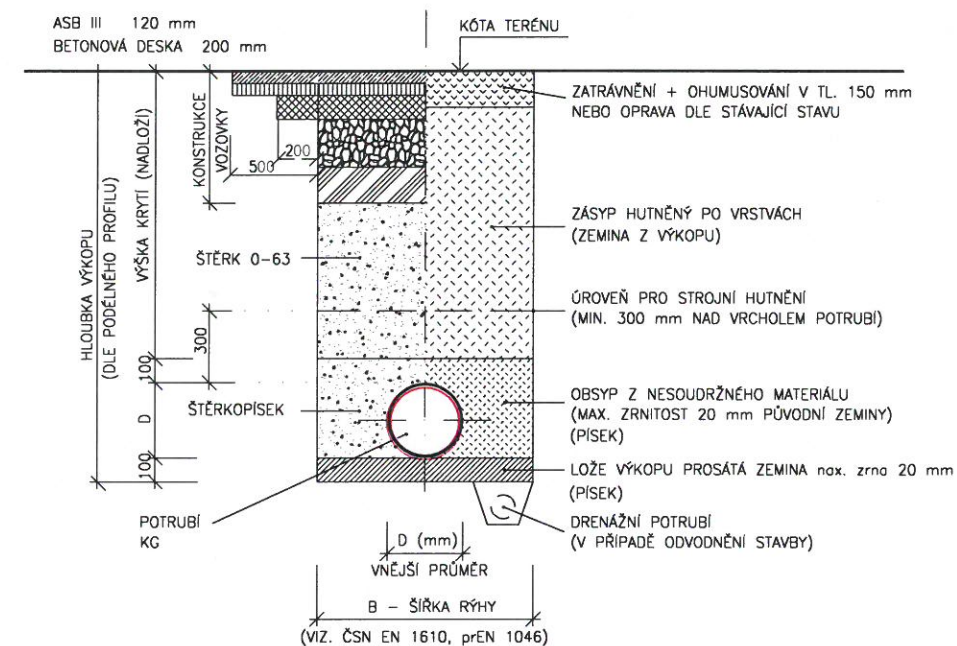 ASB III 120 mm
BETONOVÁ DESKA 200 mm
KÓTA TERÉNU
ZATRÁVNĚNÍ + OHUMUSOVÁNÍ V TL. 150 mm
NEBO OPRAVA DLE STÁVAJÍCÍ STAVU
HLOUBKA VÝKOPU
(DLE PODÉLNÉHO PROFILU)
VÝŠKA KRYTÍ (NADLOŽÍ)
KONSTRUKCE
VOZOVKY
200
500
ZÁSYP HUTNĚNÝ PO VRSTVÁCH
(ZEMINA Z VÝKOPU)
ŠTĚRK 0-63
ÚROVEŇ PRO STROJNÍ HUTNĚNÍ
(MIN. 300 mm NAD VRCHOLEM POTRUBÍ)
300
100
D
100
ŠTĚRKOPÍSEK
OBSYP Z NESOUDRŽNÉHO MATERIÁLU
(MAX. ZRNITOST 20 mm PŮVODNÍ ZEMINY)
(PÍSEK)
LOŽE VÝKOPU PROSÁTÁ ZEMINA nax. zrna 20 mm
(PÍSEK)
POTRUBÍ
KG
DRENÁŽNÍ POTRUBÍ
(V PŘÍPADĚ ODVODNĚNÍ STAVBY)
D (mm)
VNĚJŠÍ PRŮMĚR
B – ŠÍŘKA RÝHY
(VIZ. ČSN EN 1610, prEN 1046)